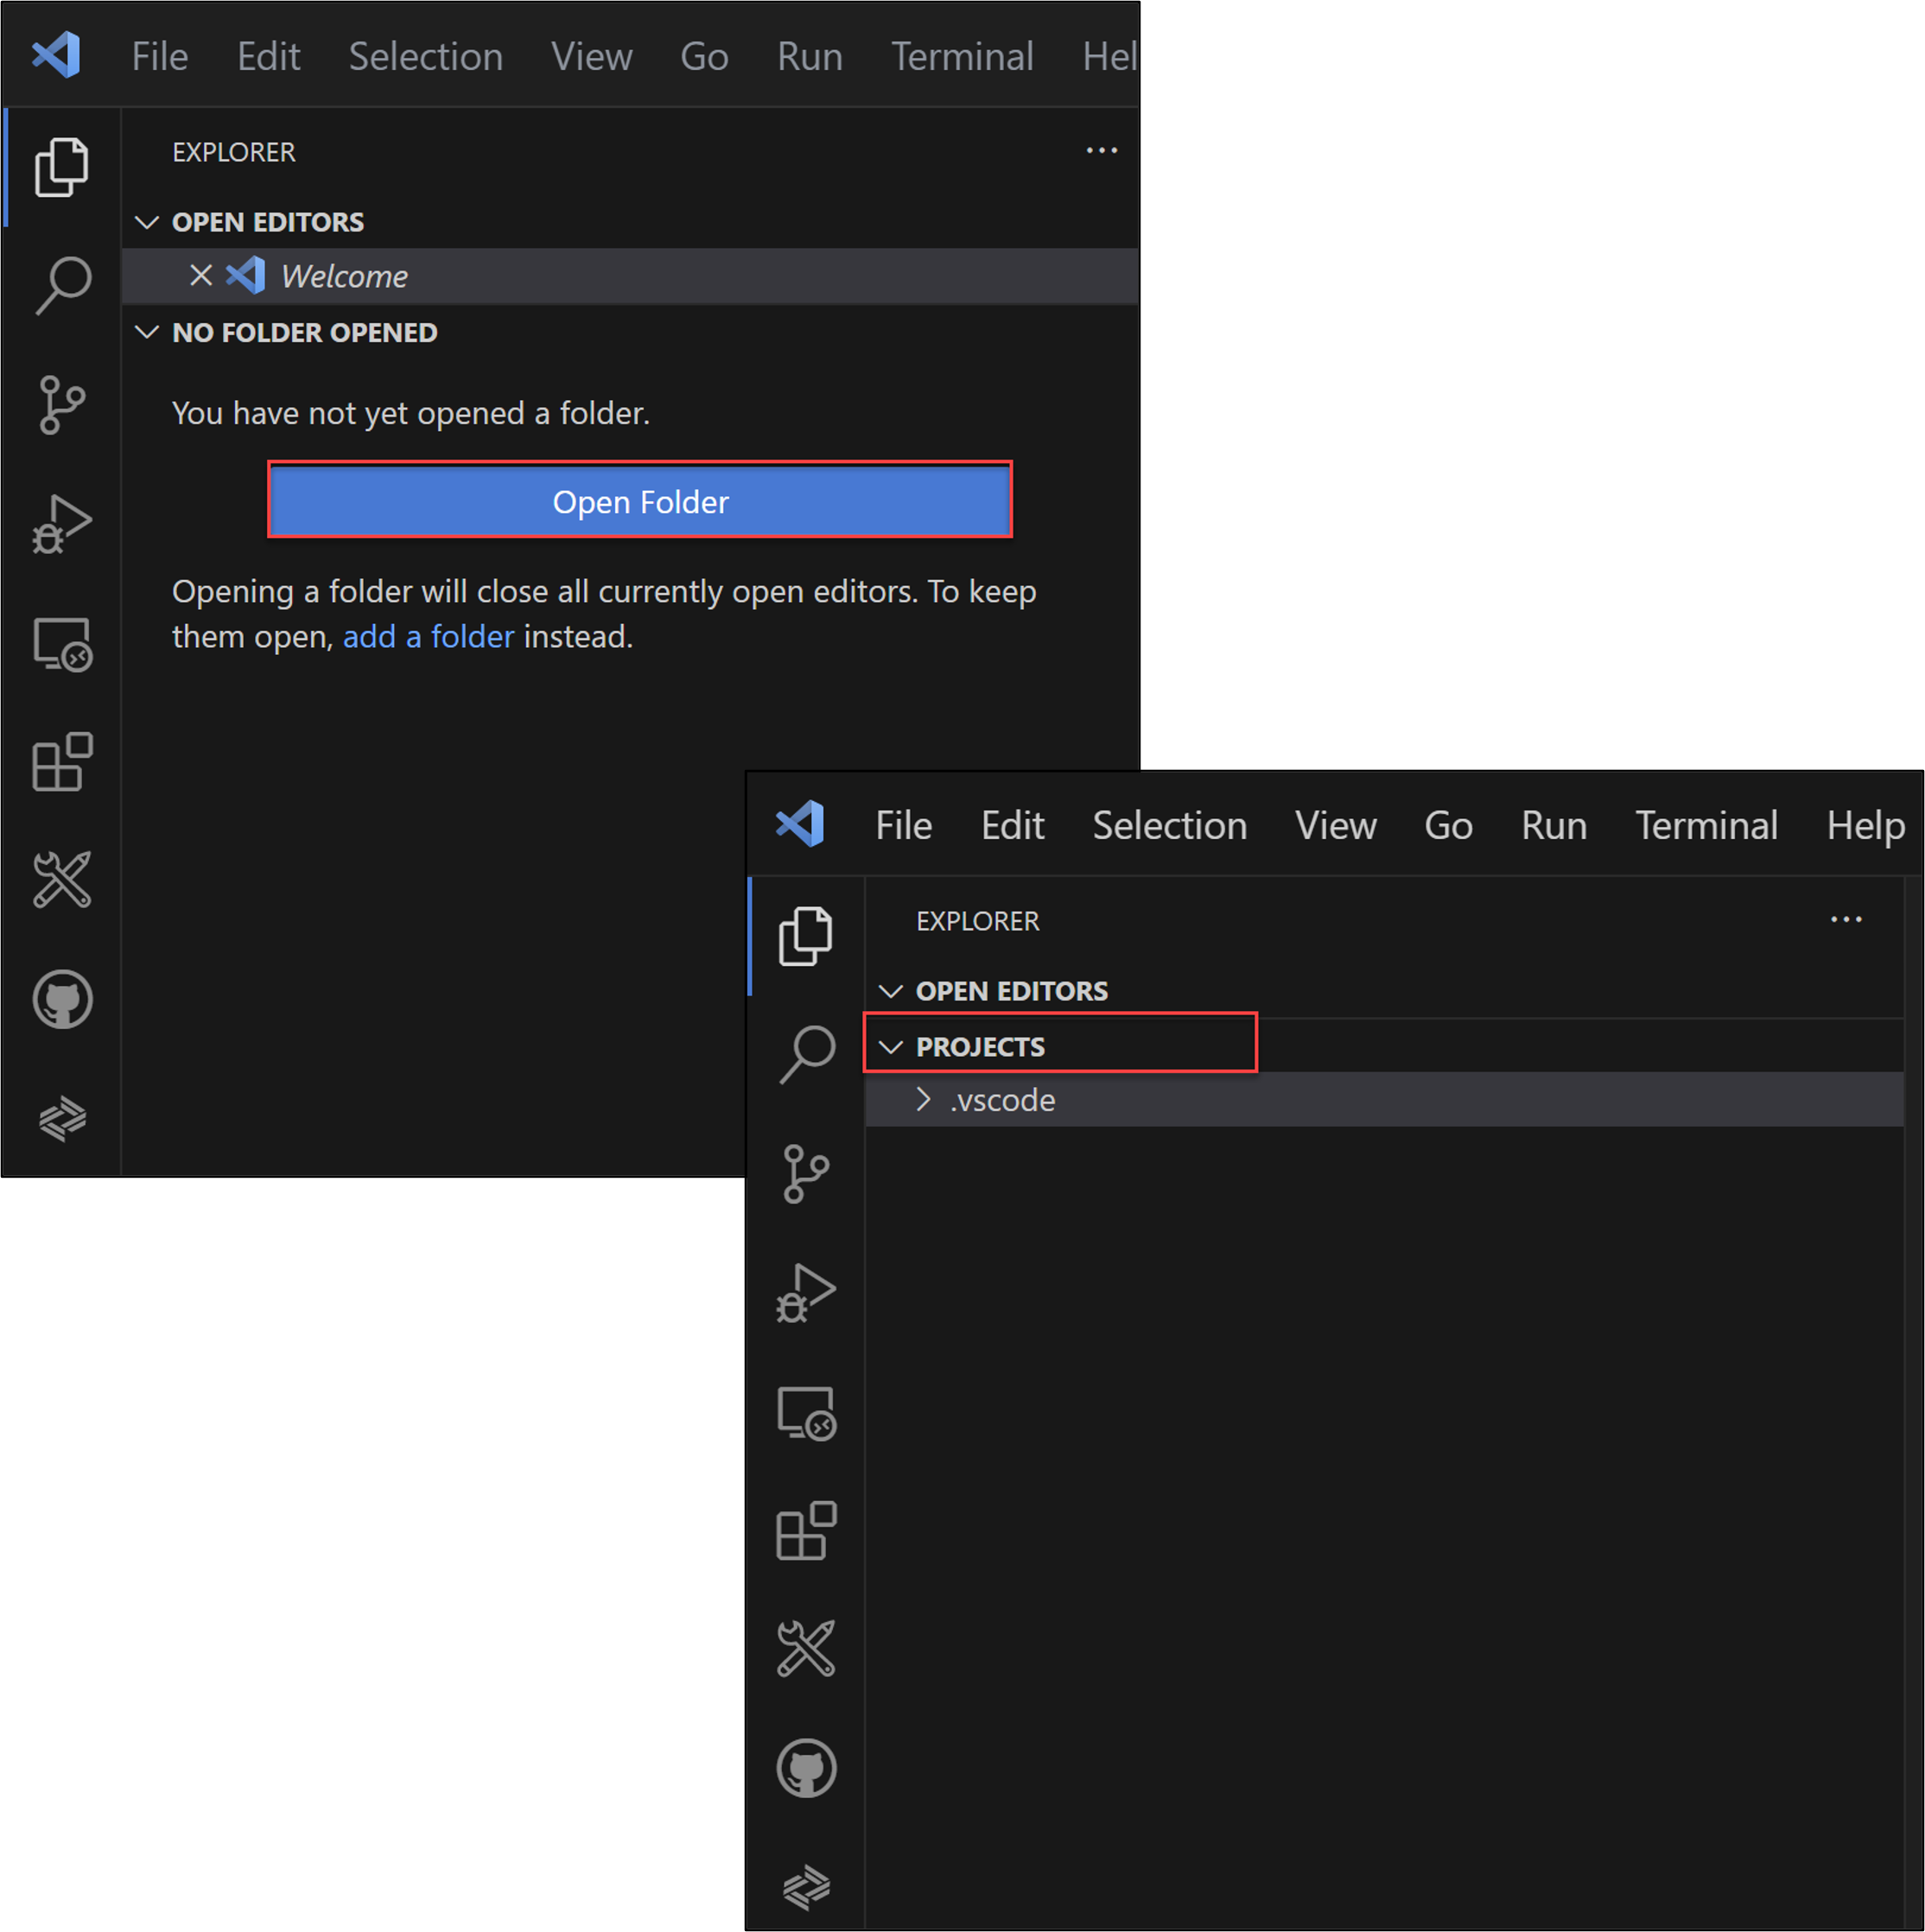 File Edit Selection View Go Run Terminal Hel
EXPLORER
OPEN EDITORS
Welcome
NO FOLDER OPENED
You have not yet opened a folder.
Open Folder
Opening a folder will close all currently open editors. To keep
them open, add a folder instead.
File Edit Selection View Go Run Terminal Help
EXPLORER
OPEN EDITORS
PROJECTS
.vscode